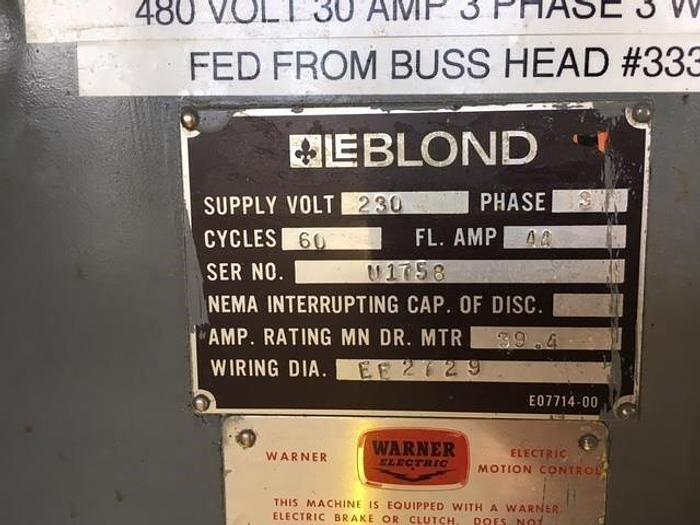 480 VOLT 30 AMP 3 PHASE 3 W
FED FROM BUSS HEAD #333
LEBLOND
SUPPLY VOLT 230 PHASE 3
CYCLES 60 FL. AMP 44
SER NO. U1758
NEMA INTERRUPTING CAP. OF DISC.
AMP. RATING MN DR. MTR 39.4
WIRING DIA. EE2729
E07714-00
WARNER WARNER ELECTRIC ELECTRIC
MOTION CONTROL
THIS MACHINE IS EQUIPPED WITH A WARNER
ELECTRIC BRAKE OR CLUTCH. DOES NOT